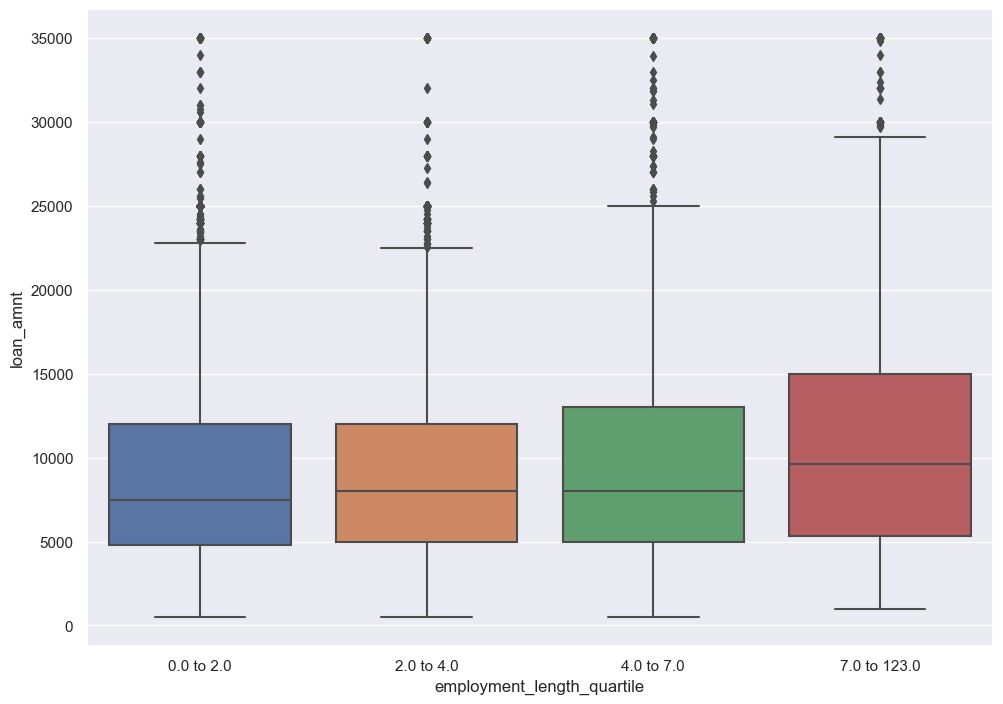 35000
30000
25000
20000
15000
10000
5000
0
loan_amnt
0.0 to 2.0
2.0 to 4.0
4.0 to 7.0
7.0 to 123.0
employment_length_quartile